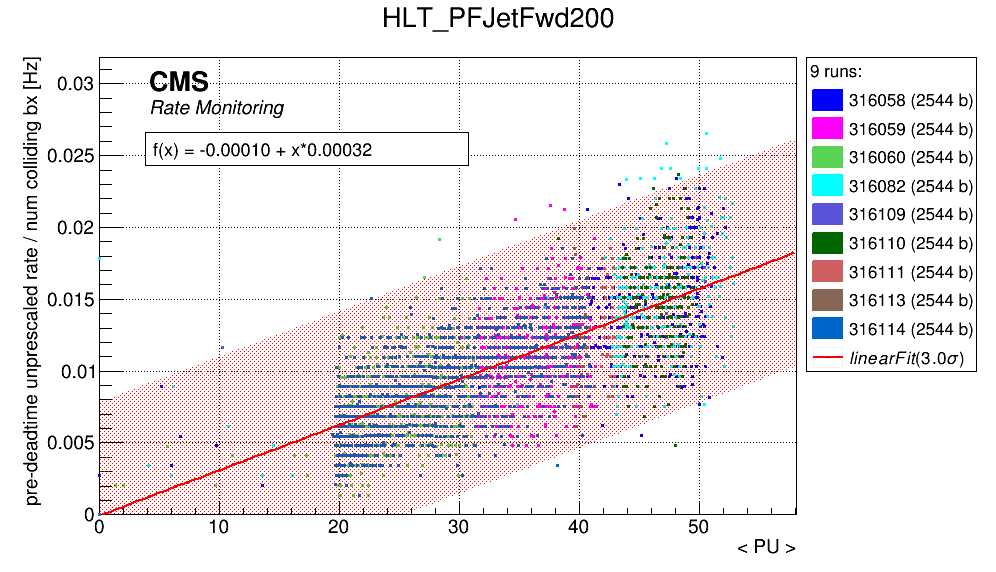 HLT_PFJetFwd200
pre-deadtime unprescaled rate / num colliding bx [Hz]
0.03
0.025
0.02
0.015
0.01
0.005
0
CMS
Rate Monitoring
f(x) = -0.00010 + x*0.00032
0
10
20
30
40
50
< PU >
9 runs:
316058 (2544 b)
316059 (2544 b)
316060 (2544 b)
316082 (2544 b)
316109 (2544 b)
316110 (2544 b)
316111 (2544 b)
316113 (2544 b)
316114 (2544 b)
linearFit(3.0σ)